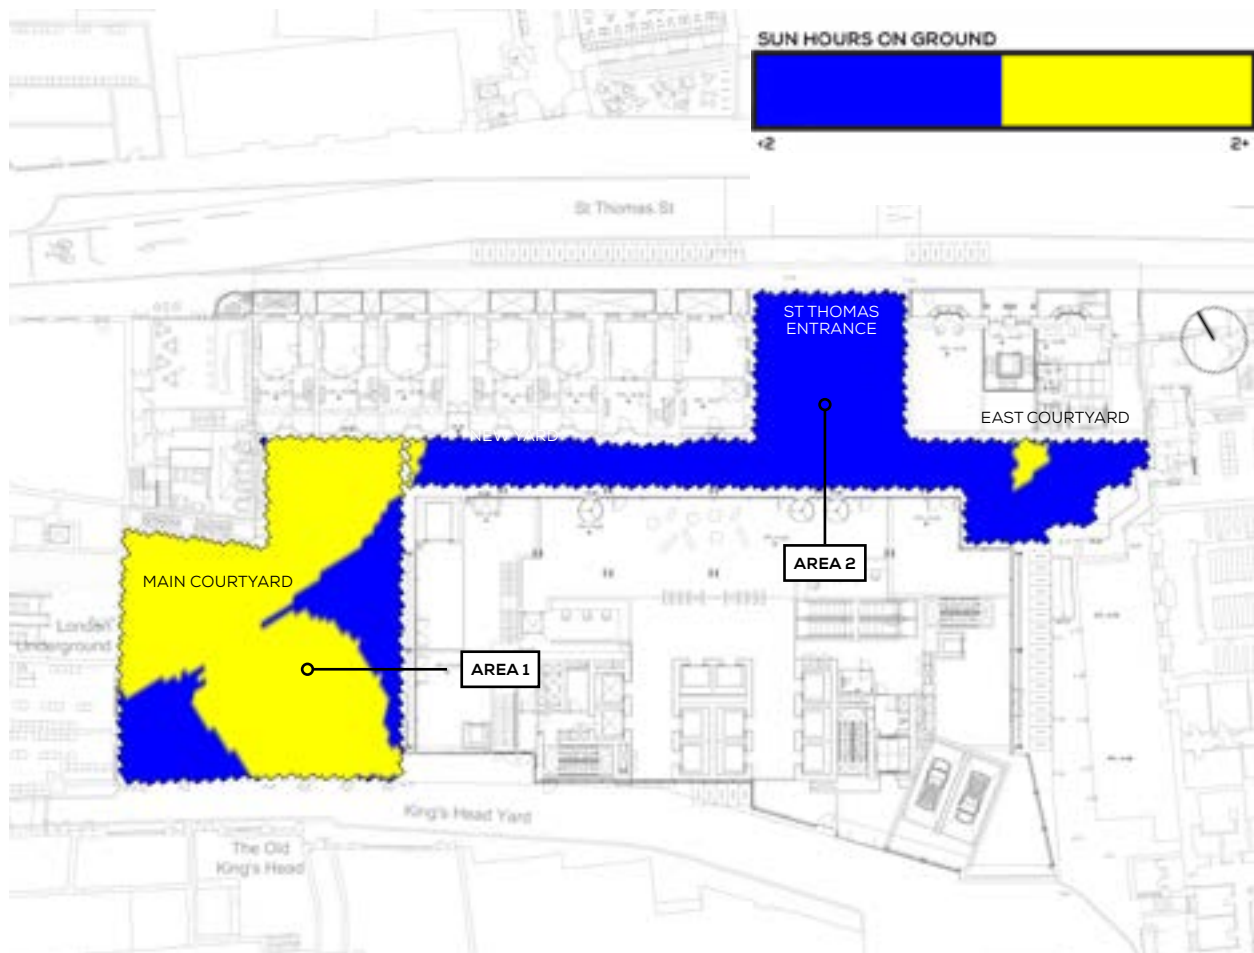 SUN HOURS ON GROUND
<2
2+
St Thomas St
ST THOMAS
ENTRANCE
EAST COURTYARD
NEW YARD
MAIN COURTYARD
AREA 2
London
Underground
AREA 1
King's Head Yard
The Old
King's Head